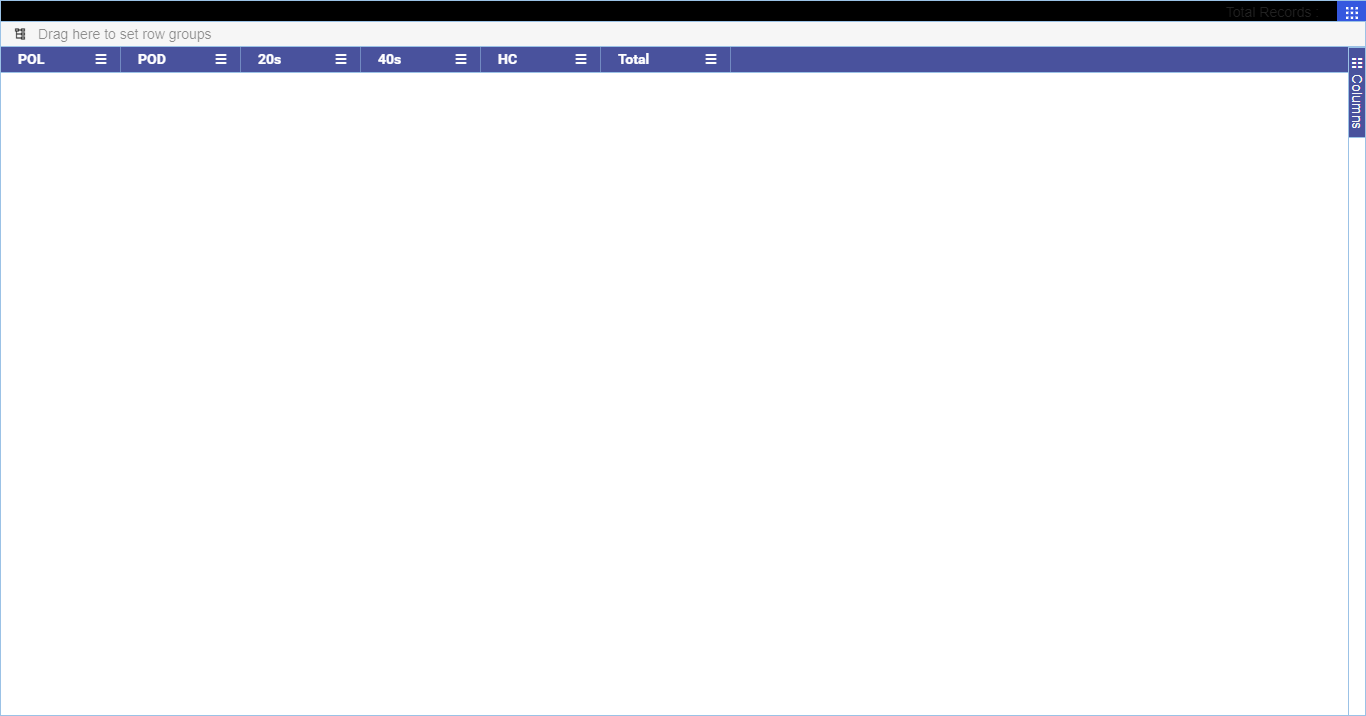 Total Records :
Drag here to set row groups
POL POD 20s 40s HC Total
Columns